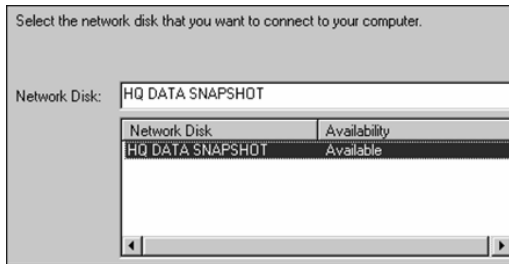 Select the network disk that you want to connect to your computer.
Network Disk: HQ DATA SNAPSHOT
Network Disk Availability
HQ DATA SNAPSHOT Available